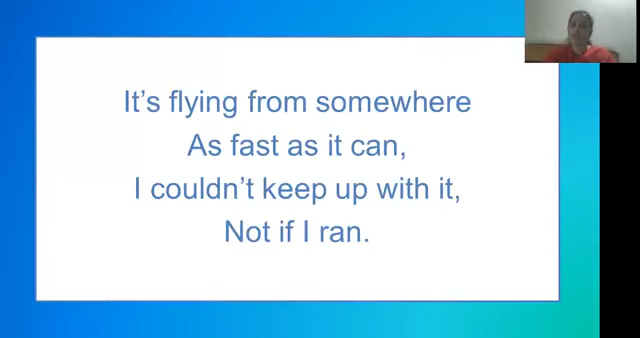 It’s flying from somewhere
As fast as it can,
I couldn’t keep up with it,
Not if I ran.